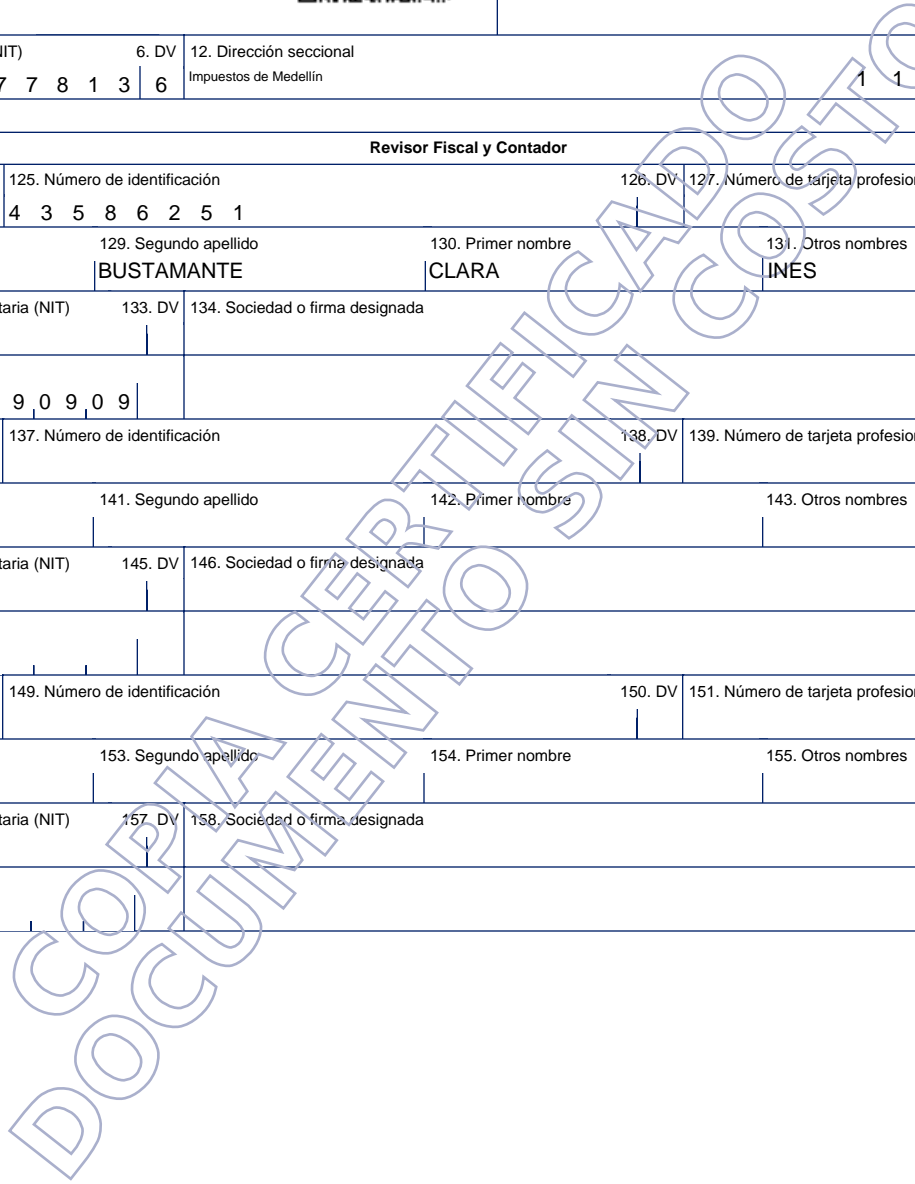 NIT) 6. DV 12. Dirección seccional
7 7 8 1 3 6 Impuestos de Medellín 1 1
Revisor Fiscal y Contador
125. Número de identificación 126. DV 127. Número de tarjeta profesion
4 3 5 8 6 2 5 1
129. Segundo apellido 130. Primer nombre 131. Otros nombres
BUSTAMANTE CLARA INES
taria (NIT) 133. DV 134. Sociedad o firma designada
9 0 9 0 9
137. Número de identificación 138. DV 139. Número de tarjeta profesion
141. Segundo apellido 142. Primer nombre 143. Otros nombres
taria (NIT) 145. DV 146. Sociedad o firma designada
149. Número de identificación 150. DV 151. Número de tarjeta profesion
153. Segundo apellido 154. Primer nombre 155. Otros nombres
taria (NIT) 157. DV 158. Sociedad o firma designada
COPIA CERTIFICADO
DOCUMENTO SIN COSTO